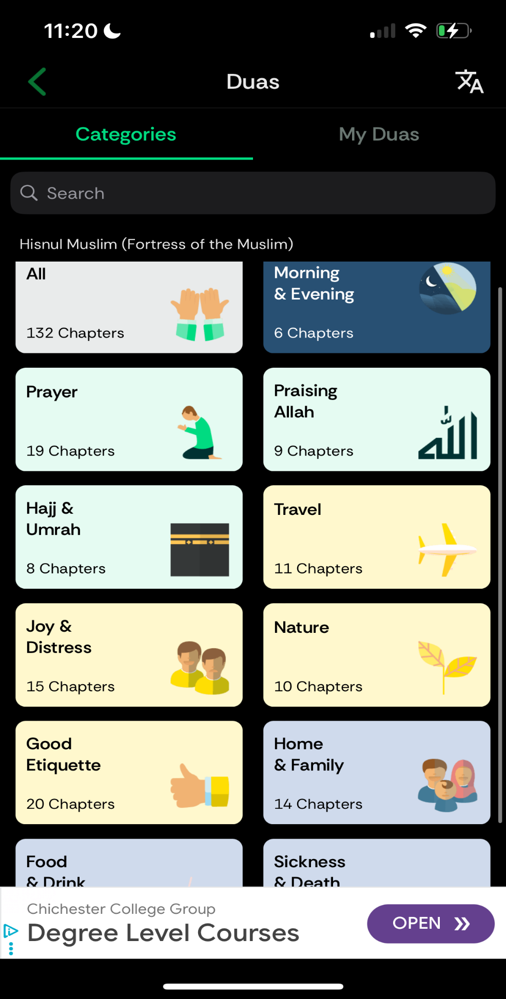 11:20
Duas
Categories
My Duas
Search
Hisnul Muslim (Fortress of the Muslim)
All
132 Chapters
Morning
& Evening
6 Chapters
Prayer
19 Chapters
Praising
Allah
9 Chapters
الله
Hajj &
Umrah
8 Chapters
Travel
11 Chapters
Joy &
Distress
15 Chapters
Nature
10 Chapters
Good
Etiquette
20 Chapters
Home
& Family
14 Chapters
Food
& Drink
Sickness
& Death
Chichester College Group
Degree Level Courses
OPEN